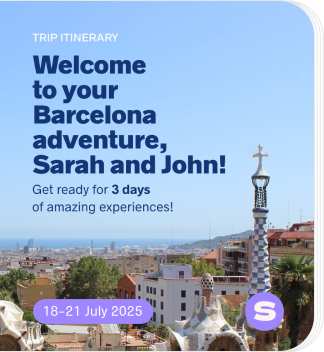 TRIP ITINERARY
Welcome
to your
Barcelona
adventure,
Sarah and John!
Get ready for 3 days
of amazing experiences!
18–21 July 2025
S